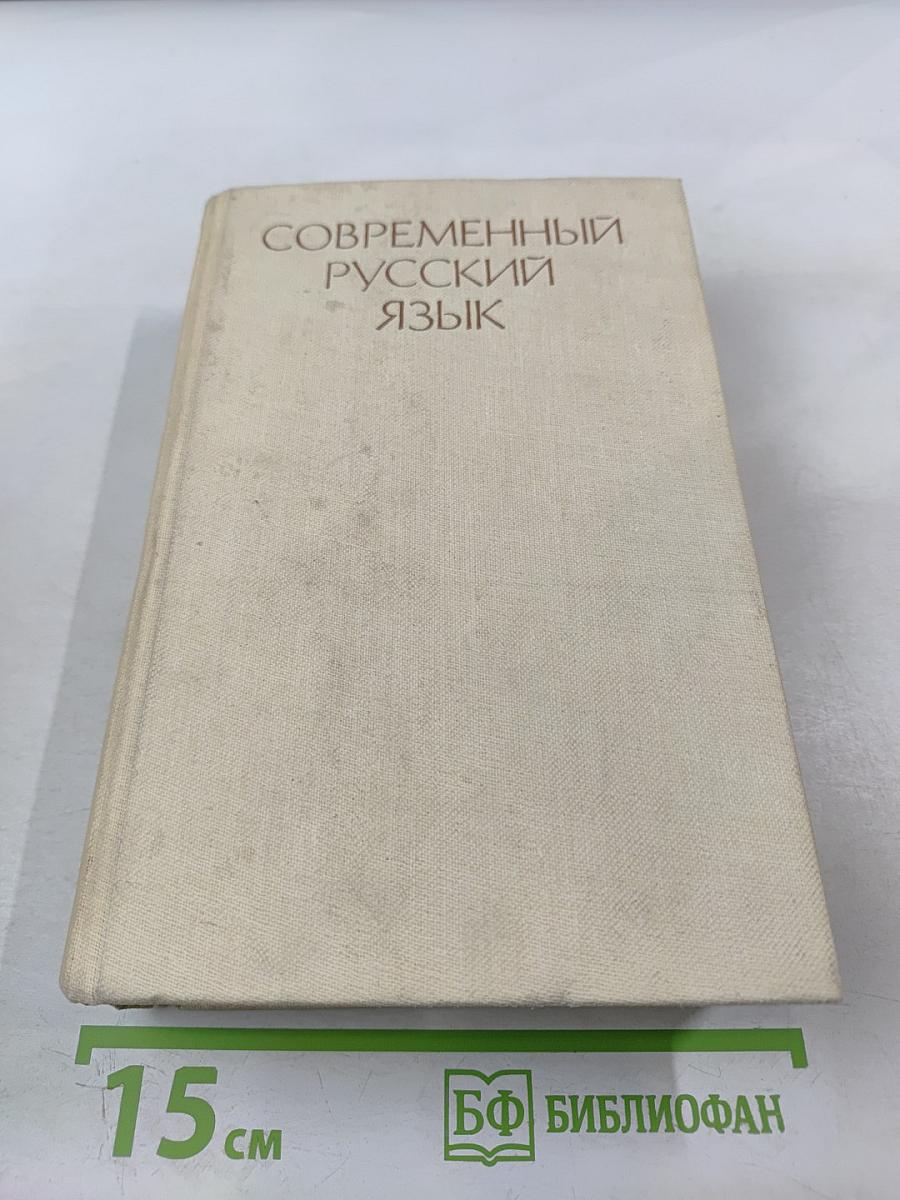 СОВРЕМЕННЫЙ
РУССКИЙ
ЯЗЫК
15 см
БФ БИБЛИОФАН